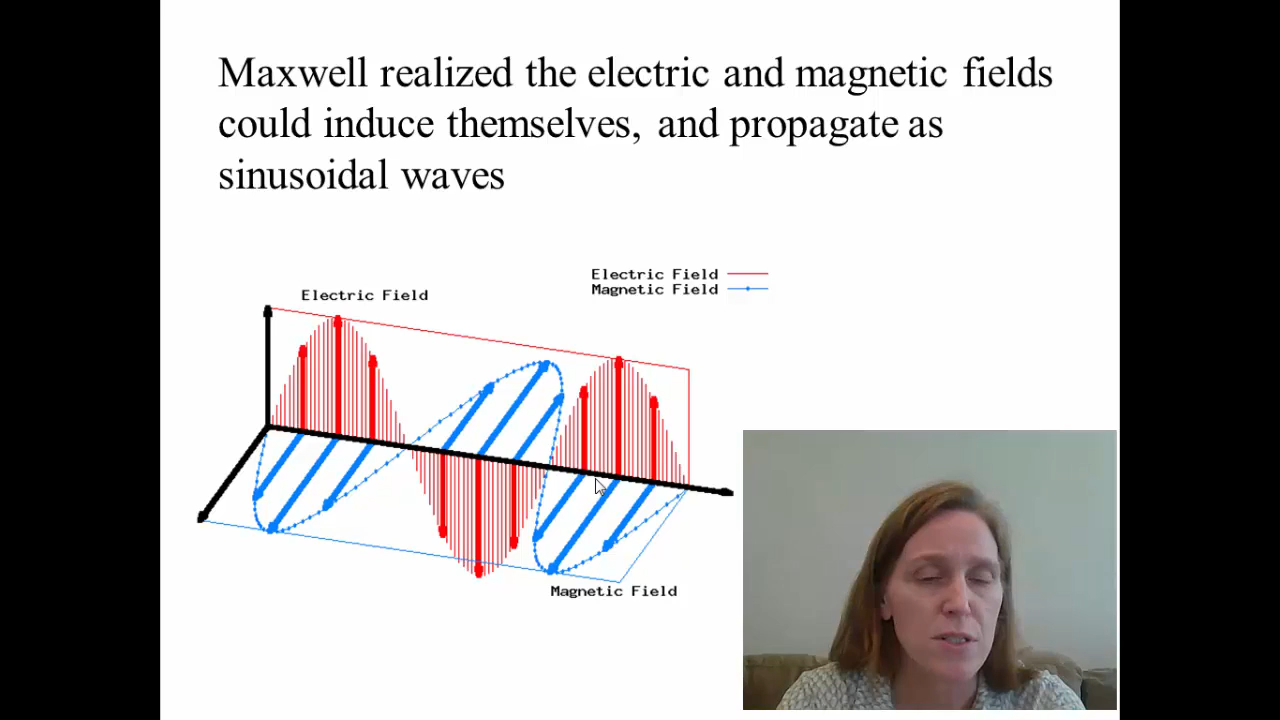 Maxwell realized the electric and magnetic fields
could induce themselves, and propagate as
sinusoidal waves
Electric Field
Magnetic Field
Electric Field
Magnetic Field